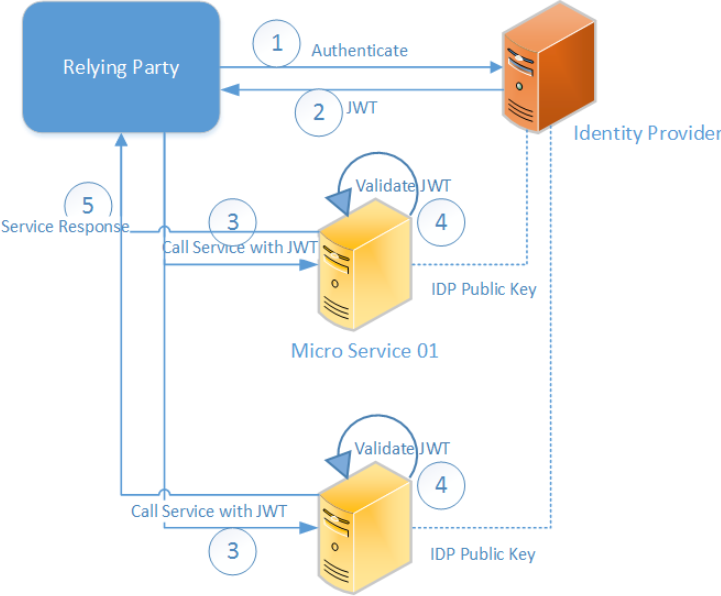 Relying Party
1
Authenticate
2
JWT
Identity Provider
Validate JWT
5
3
4
Service Response
Call Service with JWT
IDP Public Key
Micro Service 01
Validate JWT
4
Call Service with JWT
3
IDP Public Key